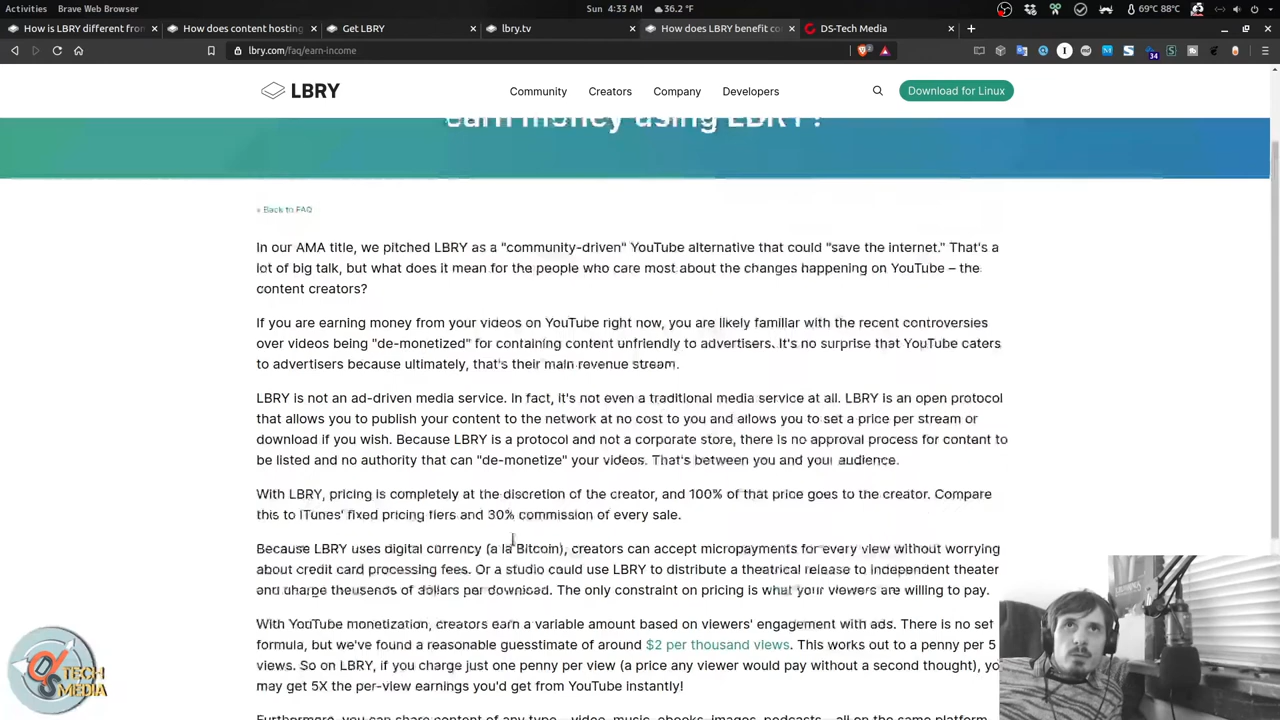 Activities Brave Web Browser Sun 4:33 AM 36.2 °F 69°C 88°F
How is LBRY different from How does content hosting Get LBRY lbry.tv How does LBRY benefit co DS-Tech Media
lbry.com/faq/earn-income 34
LBRY Community Creators Company Developers Download for Linux
earn money using LBRY?
« Back to FAQ
In our AMA title, we pitched LBRY as a "community-driven" YouTube alternative that could "save the internet." That's a
lot of big talk, but what does it mean for the people who care most about the changes happening on YouTube – the
content creators?
If you are earning money from your videos on YouTube right now, you are likely familiar with the recent controversies
over videos being "de-monetized" for containing content unfriendly to advertisers. It's no surprise that YouTube caters
to advertisers because ultimately, that's their main revenue stream.
LBRY is not an ad-driven media service. In fact, it's not even a traditional media service at all. LBRY is an open protocol
that allows you to publish your content to the network at no cost to you and allows you to set a price per stream or
download if you wish. Because LBRY is a protocol and not a corporate store, there is no approval process for content to
be listed and no authority that can "de-monetize" your videos. That's between you and your audience.
With LBRY, pricing is completely at the discretion of the creator, and 100% of that price goes to the creator. Compare
this to iTunes' fixed pricing tiers and 30% commission of every sale.
Because LBRY uses digital currency (a la Bitcoin), creators can accept micropayments for every view without worrying
about credit card processing fees. Or a studio could use LBRY to distribute a theatrical release to independent theater
and charge thousands of dollars per download. The only constraint on pricing is what your viewers are willing to pay.
With YouTube monetization, creators earn a variable amount based on viewers' engagement with ads. There is no set
formula, but we've found a reasonable guesstimate of around $2 per thousand views. This works out to a penny per 5
views. So on LBRY, if you charge just one penny per view (a price any viewer would pay without a second thought), yo
may get 5X the per-view earnings you'd get from YouTube instantly!
Furthermore, you can share content of any type – video, music, ebooks, images, podcasts – all on the same platform
DS TECH
MEDIA